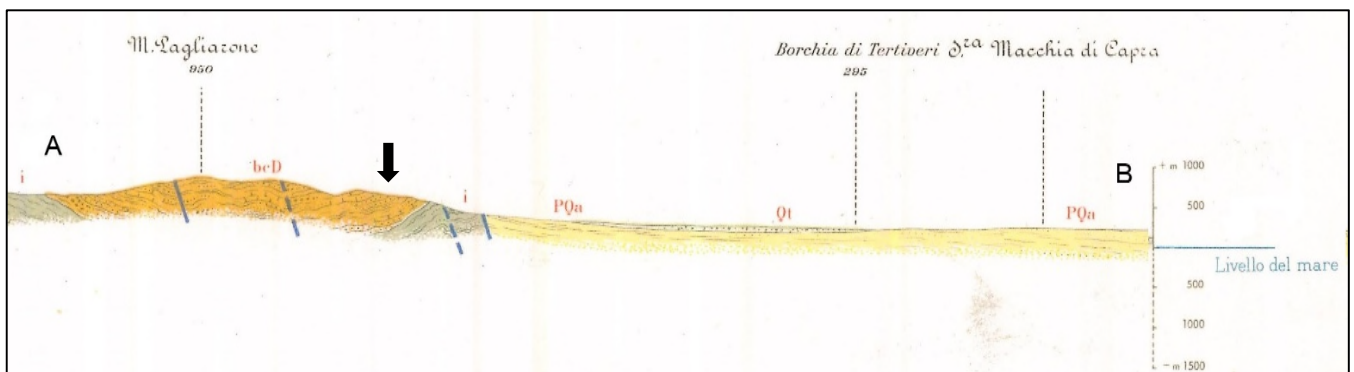 M. Pagliarone
950
Borchia di Tertiveri
295
S.ra Macchia di Capra
A
i
bcD
i
PQa
Qt
PQa
B
+ m 1000
500
Livello del mare
500
1000
- m 1500